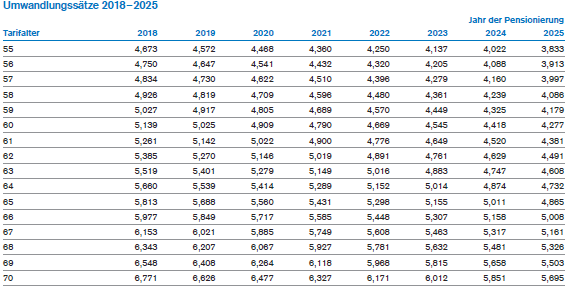 Umwandlungssätze 2018–2025
Jahr der Pensionierung
Tarifalter 2018 2019 2020 2021 2022 2023 2024 2025
55 4,673 4,572 4,468 4,360 4,250 4,137 4,022 3,833
56 4,750 4,647 4,541 4,432 4,320 4,205 4,088 3,913
57 4,834 4,730 4,622 4,510 4,396 4,279 4,160 3,997
58 4,926 4,819 4,709 4,596 4,480 4,361 4,239 4,086
59 5,027 4,917 4,805 4,689 4,570 4,449 4,325 4,179
60 5,139 5,025 4,909 4,790 4,669 4,545 4,418 4,277
61 5,261 5,142 5,022 4,900 4,776 4,649 4,520 4,381
62 5,385 5,270 5,146 5,019 4,891 4,761 4,629 4,491
63 5,519 5,401 5,279 5,149 5,016 4,883 4,747 4,608
64 5,660 5,539 5,414 5,289 5,152 5,014 4,874 4,732
65 5,813 5,688 5,560 5,431 5,298 5,155 5,011 4,865
66 5,977 5,849 5,717 5,585 5,448 5,307 5,158 5,008
67 6,153 6,021 5,885 5,749 5,608 5,463 5,317 5,161
68 6,343 6,207 6,067 5,927 5,781 5,632 5,481 5,326
69 6,548 6,408 6,264 6,118 5,968 5,815 5,658 5,503
70 6,771 6,626 6,477 6,327 6,171 6,012 5,851 5,695